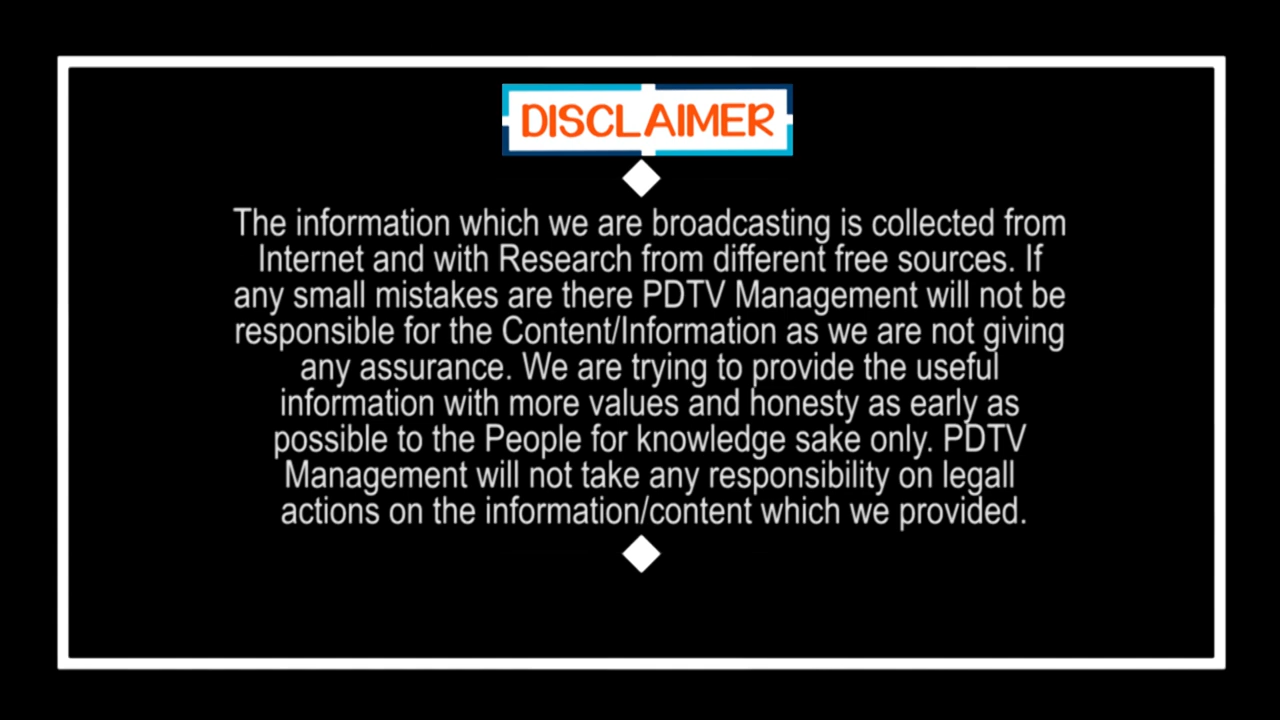 DISCLAIMER
The information which we are broadcasting is collected from
Internet and with Research from different free sources. If
any small mistakes are there PDTV Management will not be
responsible for the Content/Information as we are not giving
any assurance. We are trying to provide the useful
information with more values and honesty as early as
possible to the People for knowledge sake only. PDTV
Management will not take any responsibility on legall
actions on the information/content which we provided.